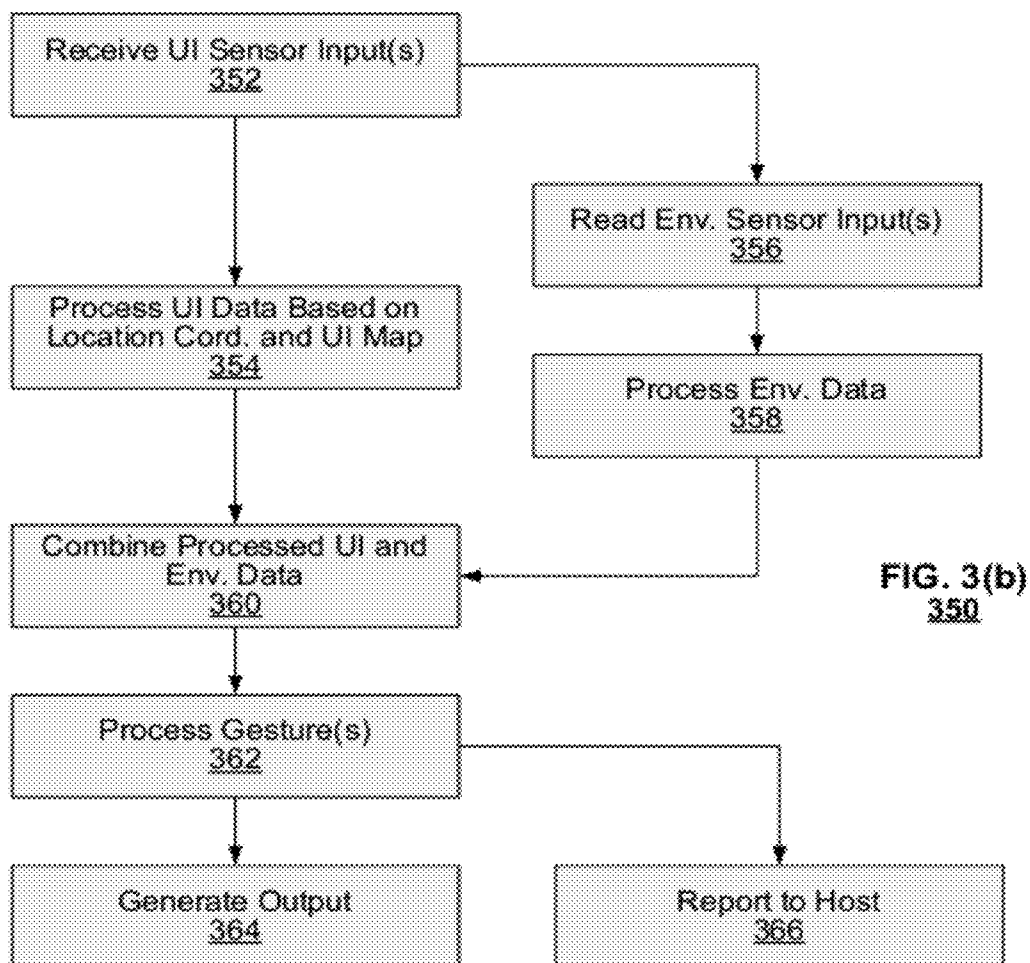 Receive UI Sensor Input(s)
352
Read Env. Sensor Input(s)
356
Process UI Data Based on
Location Cord. and UI Map
354
Process Env. Data
358
Combine Processed UI and
Env. Data
360
FIG. 3(b)
350
Process Gesture(s)
362
Generate Output
364
Report to Host
366